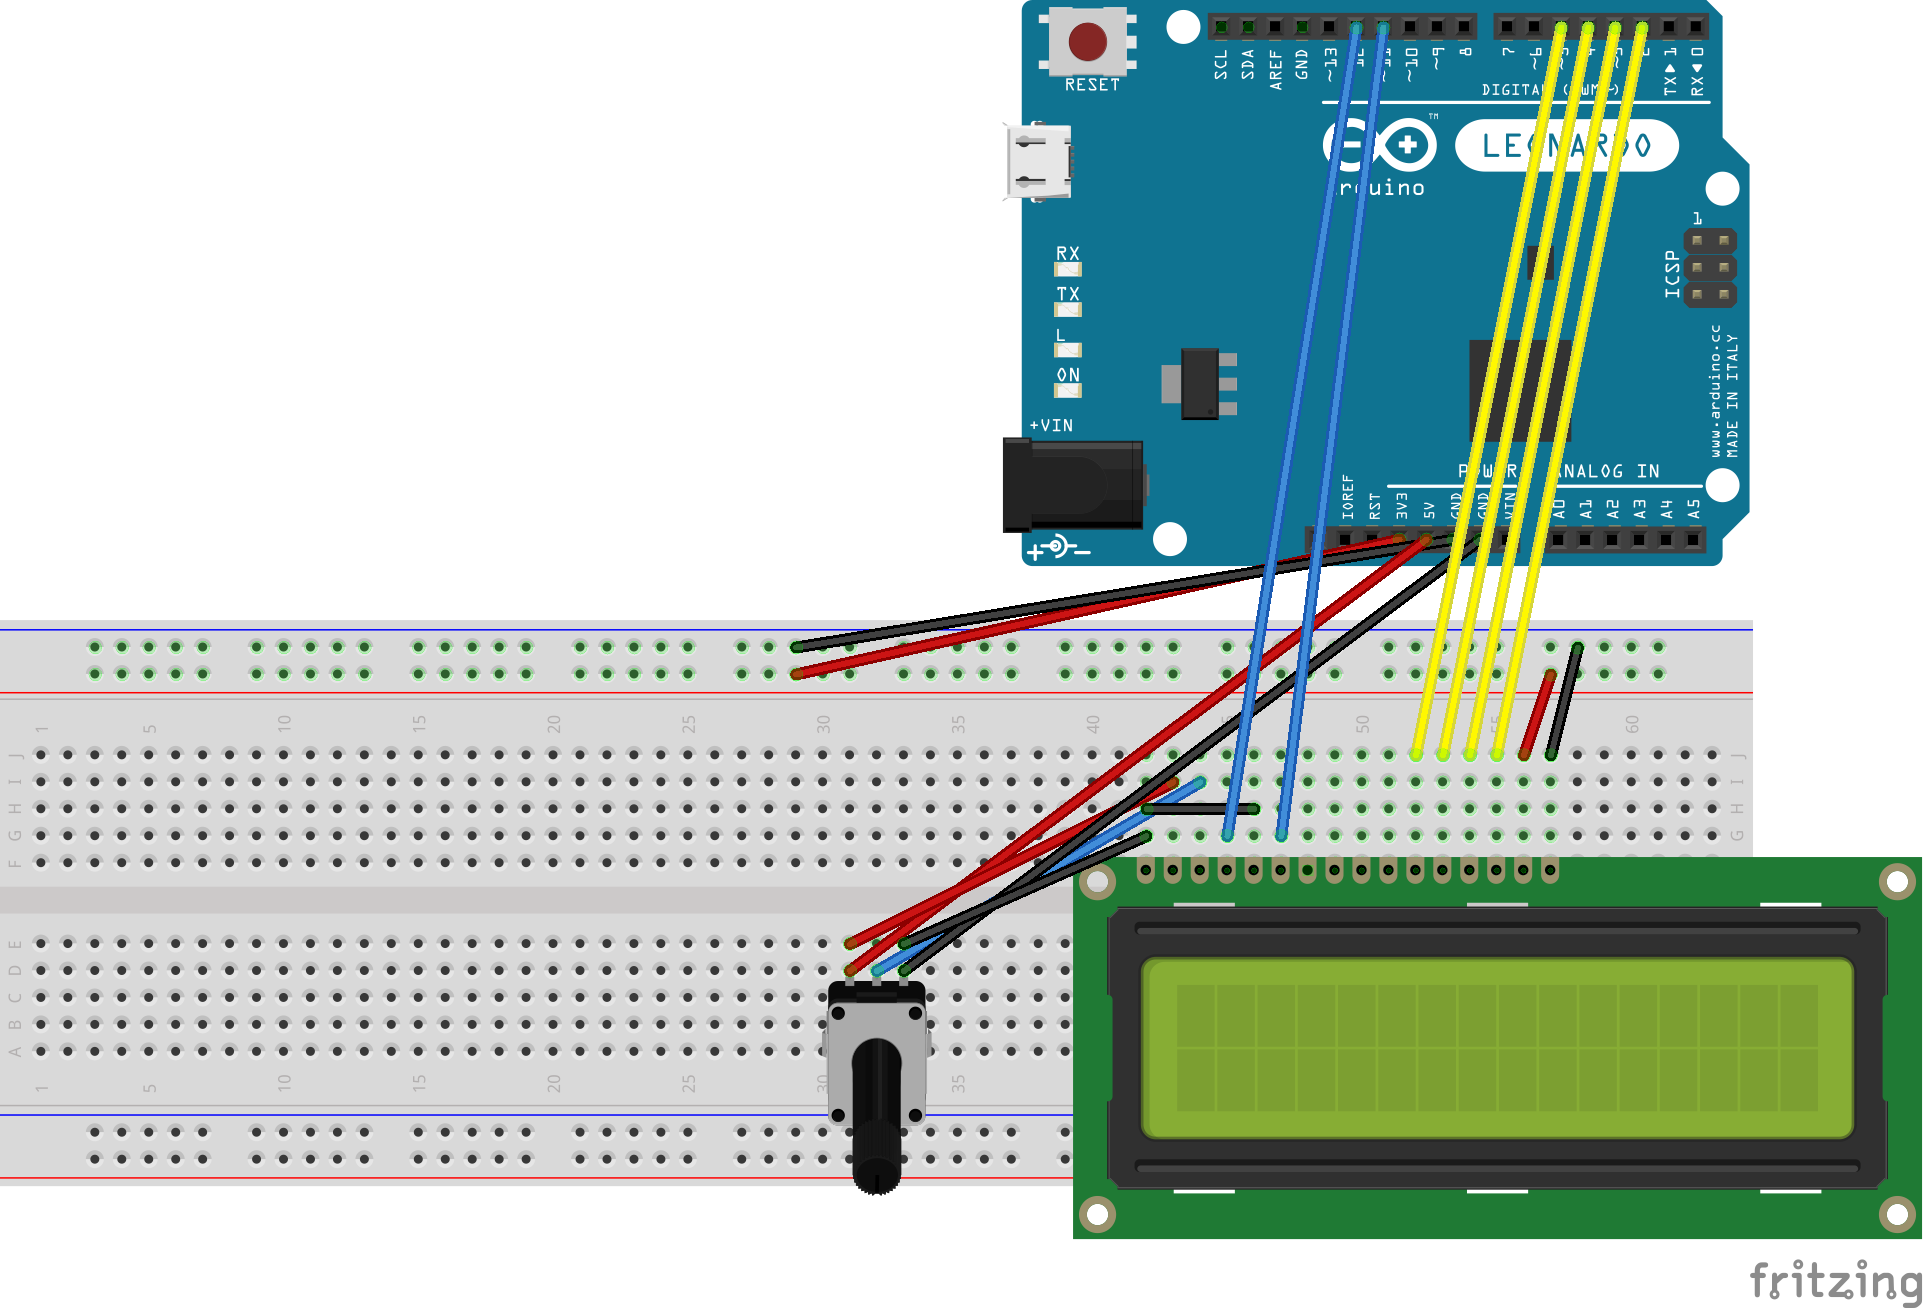 RESET
SCL SDA AREF GND ~13 12 ~11 ~10 ~9 8 7 ~6 ~5 4 ~3 2 TX▶1 RX◀0
DIGITAL (PWM~)
TM
LEONARDO
arduino
RX
TX
L
ON
+VIN
1
ICSP
www.arduino.cc
MADE IN ITALY
POWER ANALOG IN
IOREF RST 3V3 5V GND GND VIN A0 A1 A2 A3 A4 A5
+ −
1 5 10 15 20 25 30 35 40 45 50 55 60
J J
I I
H H
G G
F
E
D
C
B
A
1 5 10 15 20 25 30 35
fritzing